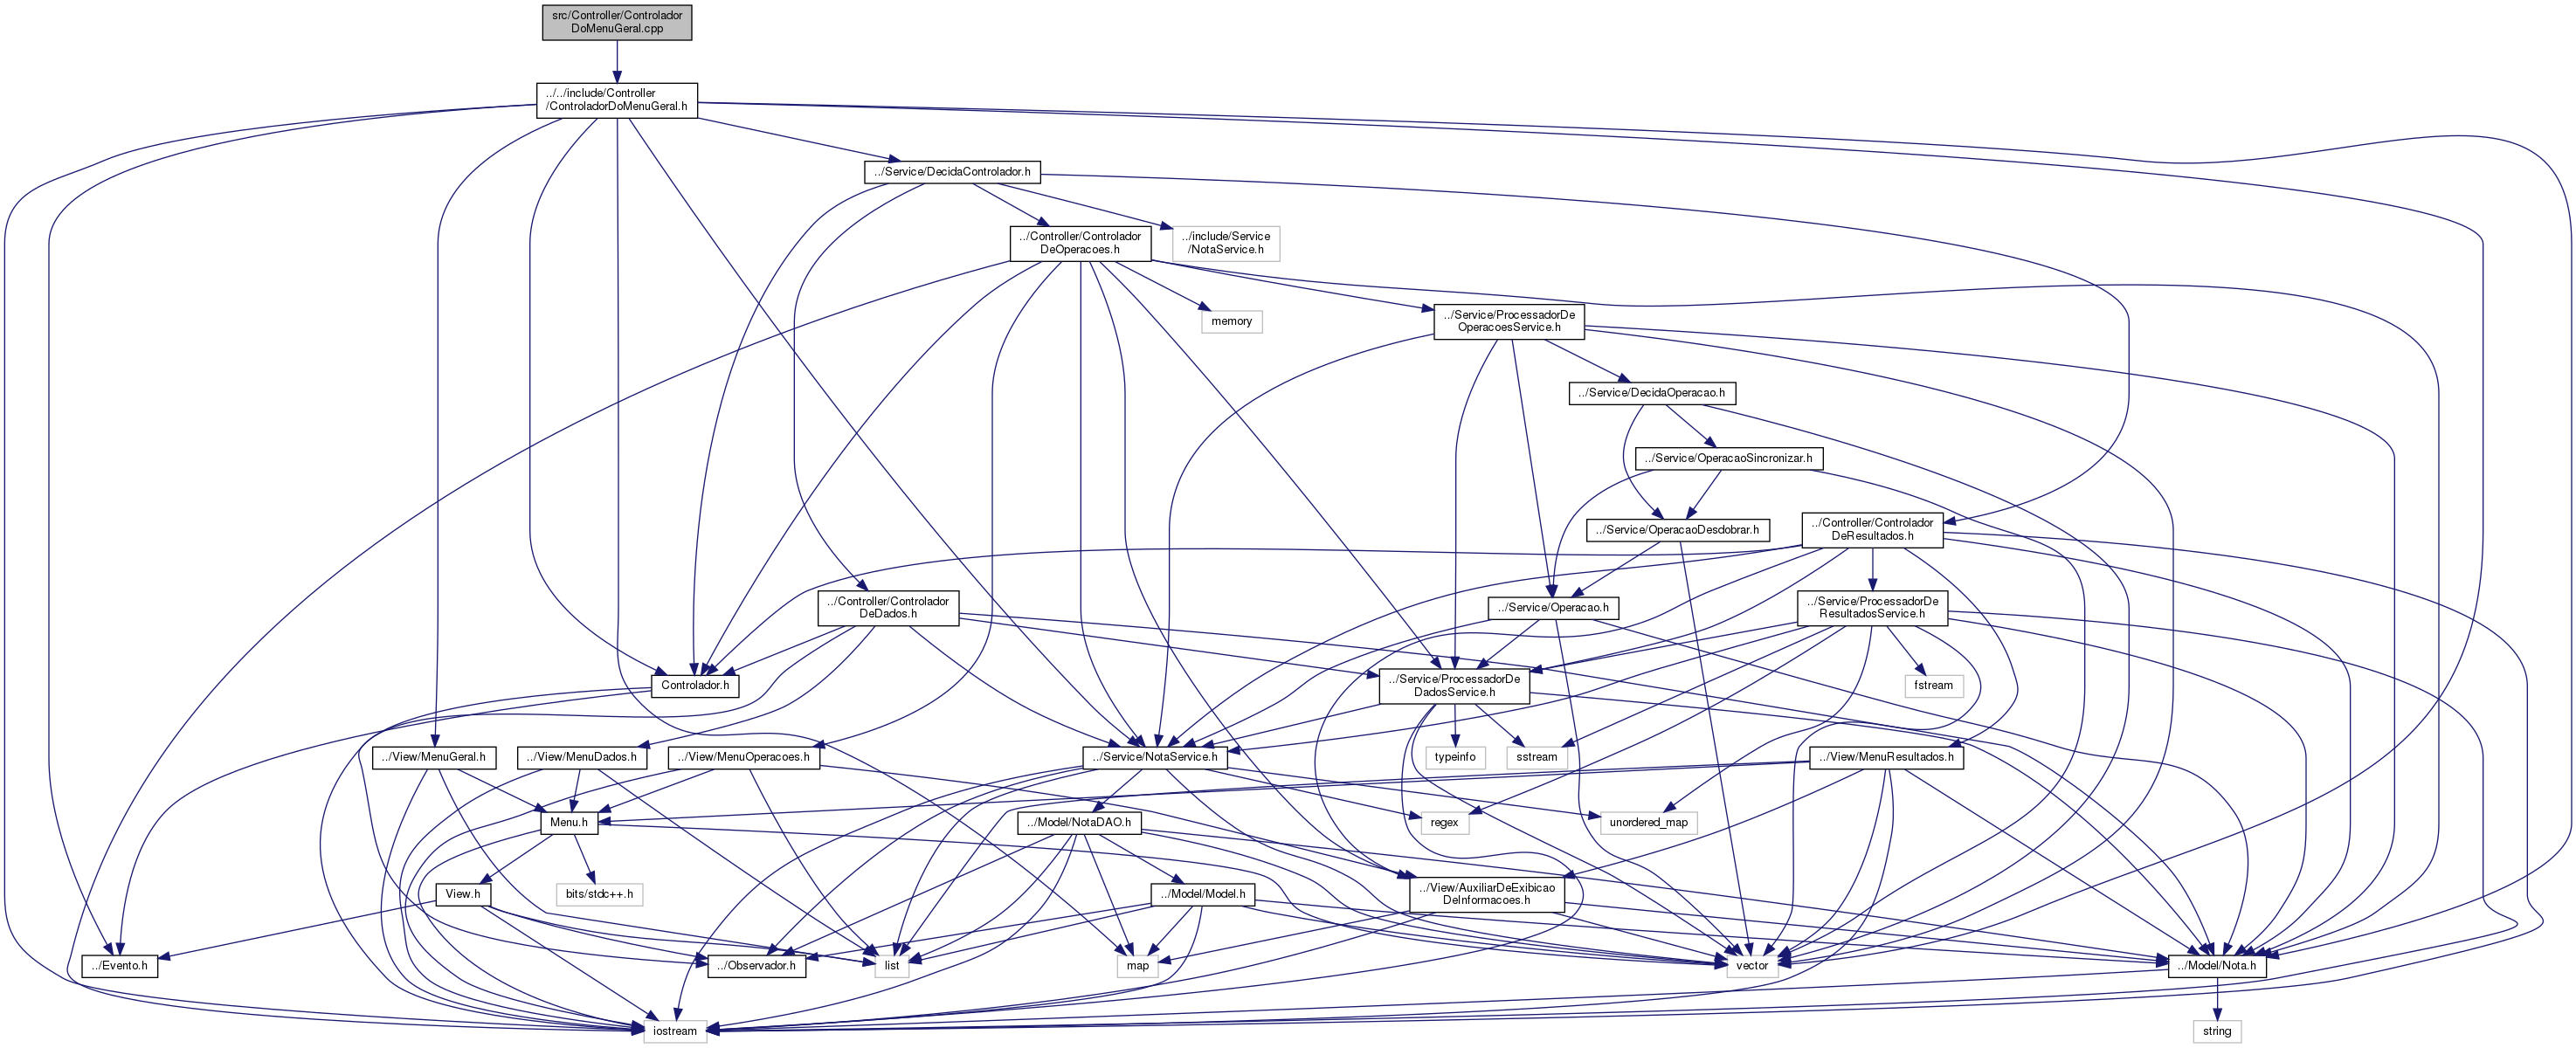 src/Controller/Controlador
DoMenuGeral.cpp
../../include/Controller
/ControladorDoMenuGeral.h
../Service/DecidaControlador.h
../Controller/Controlador
DeOperacoes.h
../include/Service
/NotaService.h
memory
../Service/ProcessadorDe
OperacoesService.h
../Service/DecidaOperacao.h
../Service/OperacaoSincronizar.h
../Service/OperacaoDesdobrar.h
../Controller/Controlador
DeResultados.h
../Controller/Controlador
DeDados.h
../Service/Operacao.h
../Service/ProcessadorDe
ResultadosService.h
Controlador.h
../Service/ProcessadorDe
DadosService.h
fstream
../View/MenuGeral.h
../View/MenuDados.h
../View/MenuOperacoes.h
../Service/NotaService.h
typeinfo
sstream
../View/MenuResultados.h
Menu.h
../Model/NotaDAO.h
regex
unordered_map
View.h
bits/stdc++.h
../Model/Model.h
../View/AuxiliarDeExibicao
DeInformacoes.h
../Evento.h
../Observador.h
list
map
vector
../Model/Nota.h
iostream
string